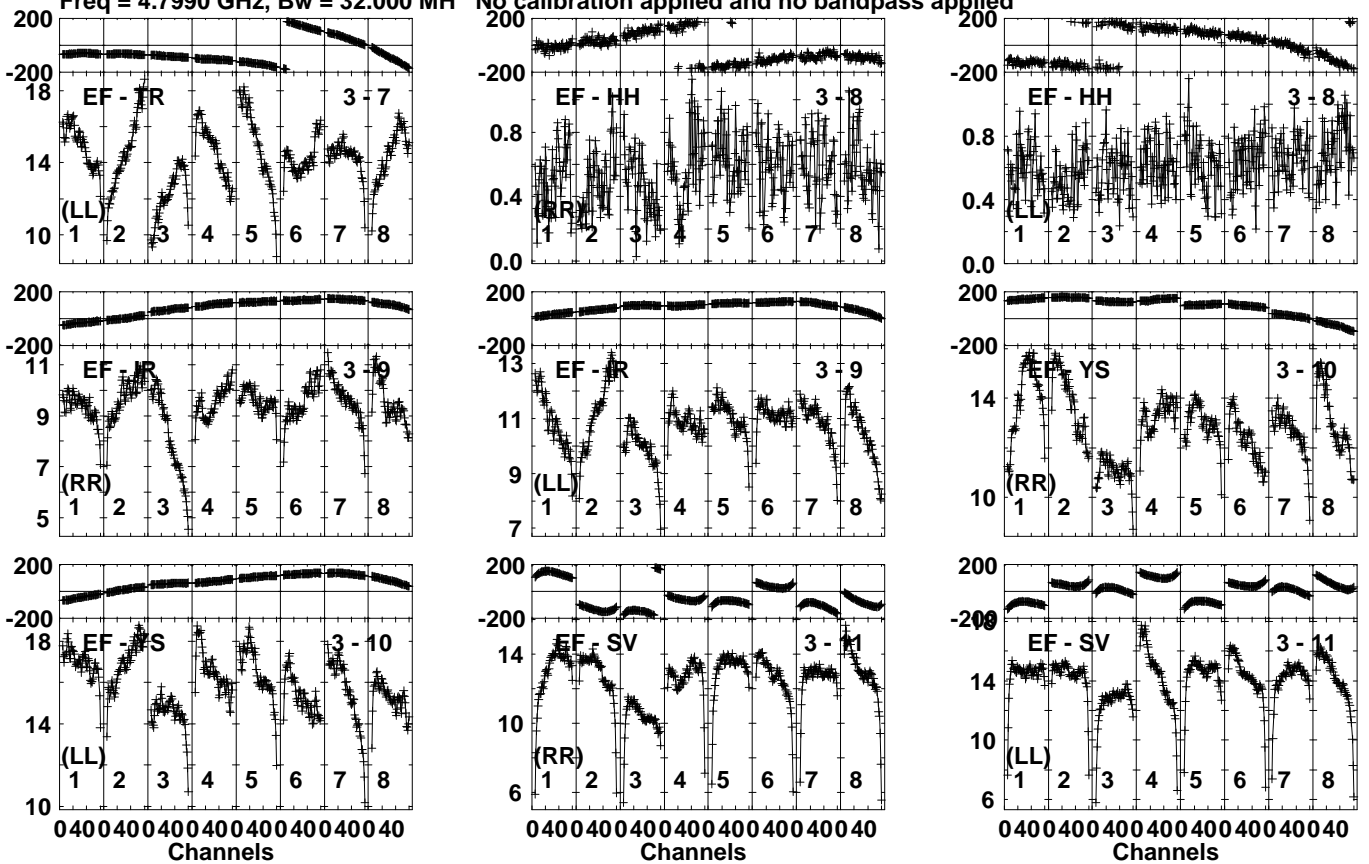 Freq = 4.7990 GHz, Bw = 32.000 MH No calibration applied and no bandpass applied
200
-200
18
14
10
EF - TR 3 - 7
(LL)
1 2 3 4 5 6 7 8
200
-200
0.8
0.4
0.0
EF - HH 3 - 8
(RR)
1 2 3 4 5 6 7 8
200
-200
0.8
0.4
0.0
EF - HH 3 - 8
(LL)
1 2 3 4 5 6 7 8
200
-200
11
9
7
5
EF - IR 3 - 9
(RR)
1 2 3 4 5 6 7 8
200
-200
13
11
9
7
EF - IR 3 - 9
(LL)
1 2 3 4 5 6 7 8
200
-200
14
10
EF - YS 3 - 10
(RR)
1 2 3 4 5 6 7 8
200
-200
18
14
10
EF - YS 3 - 10
(LL)
1 2 3 4 5 6 7 8
0 40 0 40 0 40 0 40 0 40 0 40 0 40 0 40
Channels
200
-200
14
10
6
EF - SV 3 - 11
(RR)
1 2 3 4 5 6 7 8
0 40 0 40 0 40 0 40 0 40 0 40 0 40 0 40
Channels
200
-200
18
14
10
6
EF - SV 3 - 11
(LL)
1 2 3 4 5 6 7 8
0 40 0 40 0 40 0 40 0 40 0 40 0 40 0 40
Channels